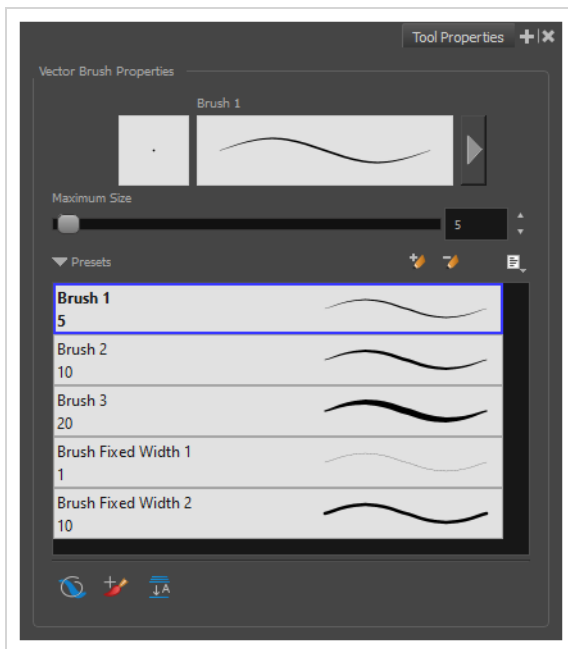 Tool Properties
Vector Brush Properties
Brush 1
Maximum Size
5
Presets
Brush 1
5
Brush 2
10
Brush 3
20
Brush Fixed Width 1
1
Brush Fixed Width 2
10
A